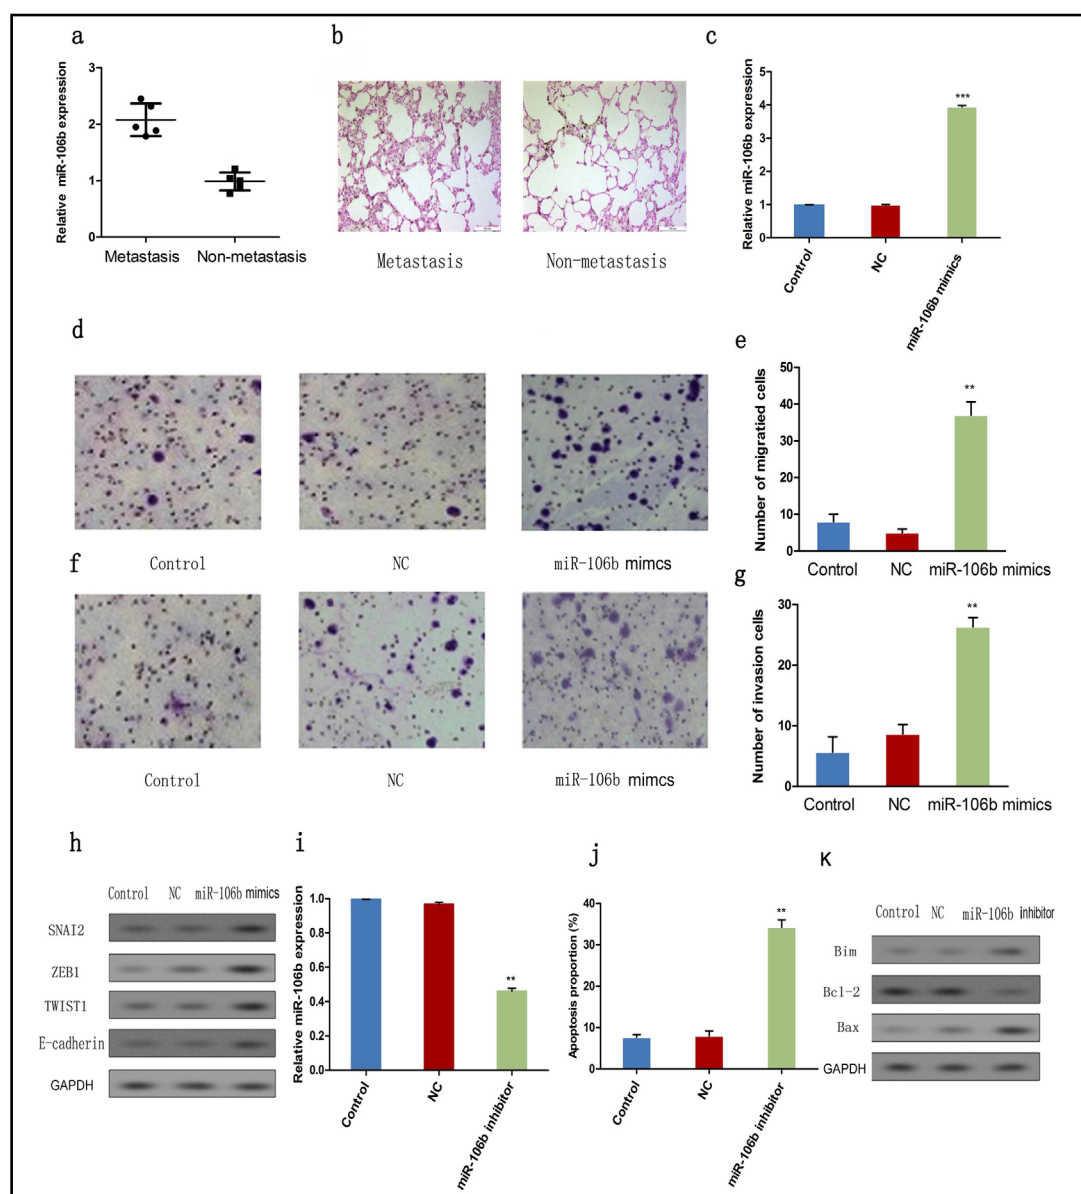 a
Relative miR-106b expression
3
2
1
0
Metastasis
Non-metastasis
b
Metastasis
Non-metastasis
c
Relative miR-106b expression
5
4
3
2
1
0
***
Control
NC
miR-106b mimics
d
Control
NC
miR-106b mimcs
e
Number of migratied cells
50
40
30
20
10
0
**
Control
NC
miR-106b mimics
f
Control
NC
miR-106b mimcs
g
Number of invasion cells
30
20
10
0
**
Control
NC
miR-106b mimics
h
Control NC miR-106b mimics
SNAI2
ZEB1
TWIST1
E-cadherin
GAPDH
i
Relative miR-106b expression
1.0
0.8
0.6
0.4
0.2
0.0
**
Control
NC
miR-106b inhibitor
j
Apoptosis proportion (%)
40
30
20
10
0
**
Control
NC
miR-106b inhibitor
K
Control NC miR-106b inhibitor
Bim
Bcl-2
Bax
GAPDH